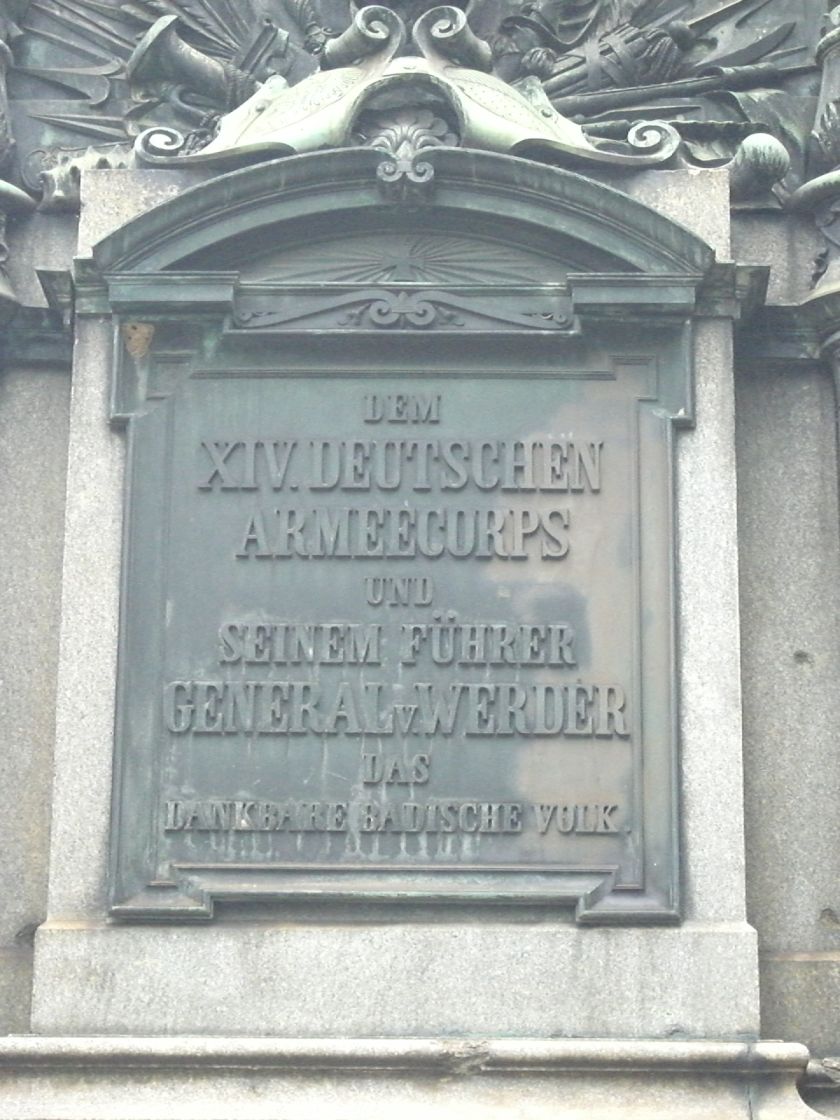 DEM
XIV. DEUTSCHEN
ARMEECORPS
UND
SEINEM FÜHRER
GENERAL v. WERDER
DAS
DANKBARE BADISCHE VOLK.